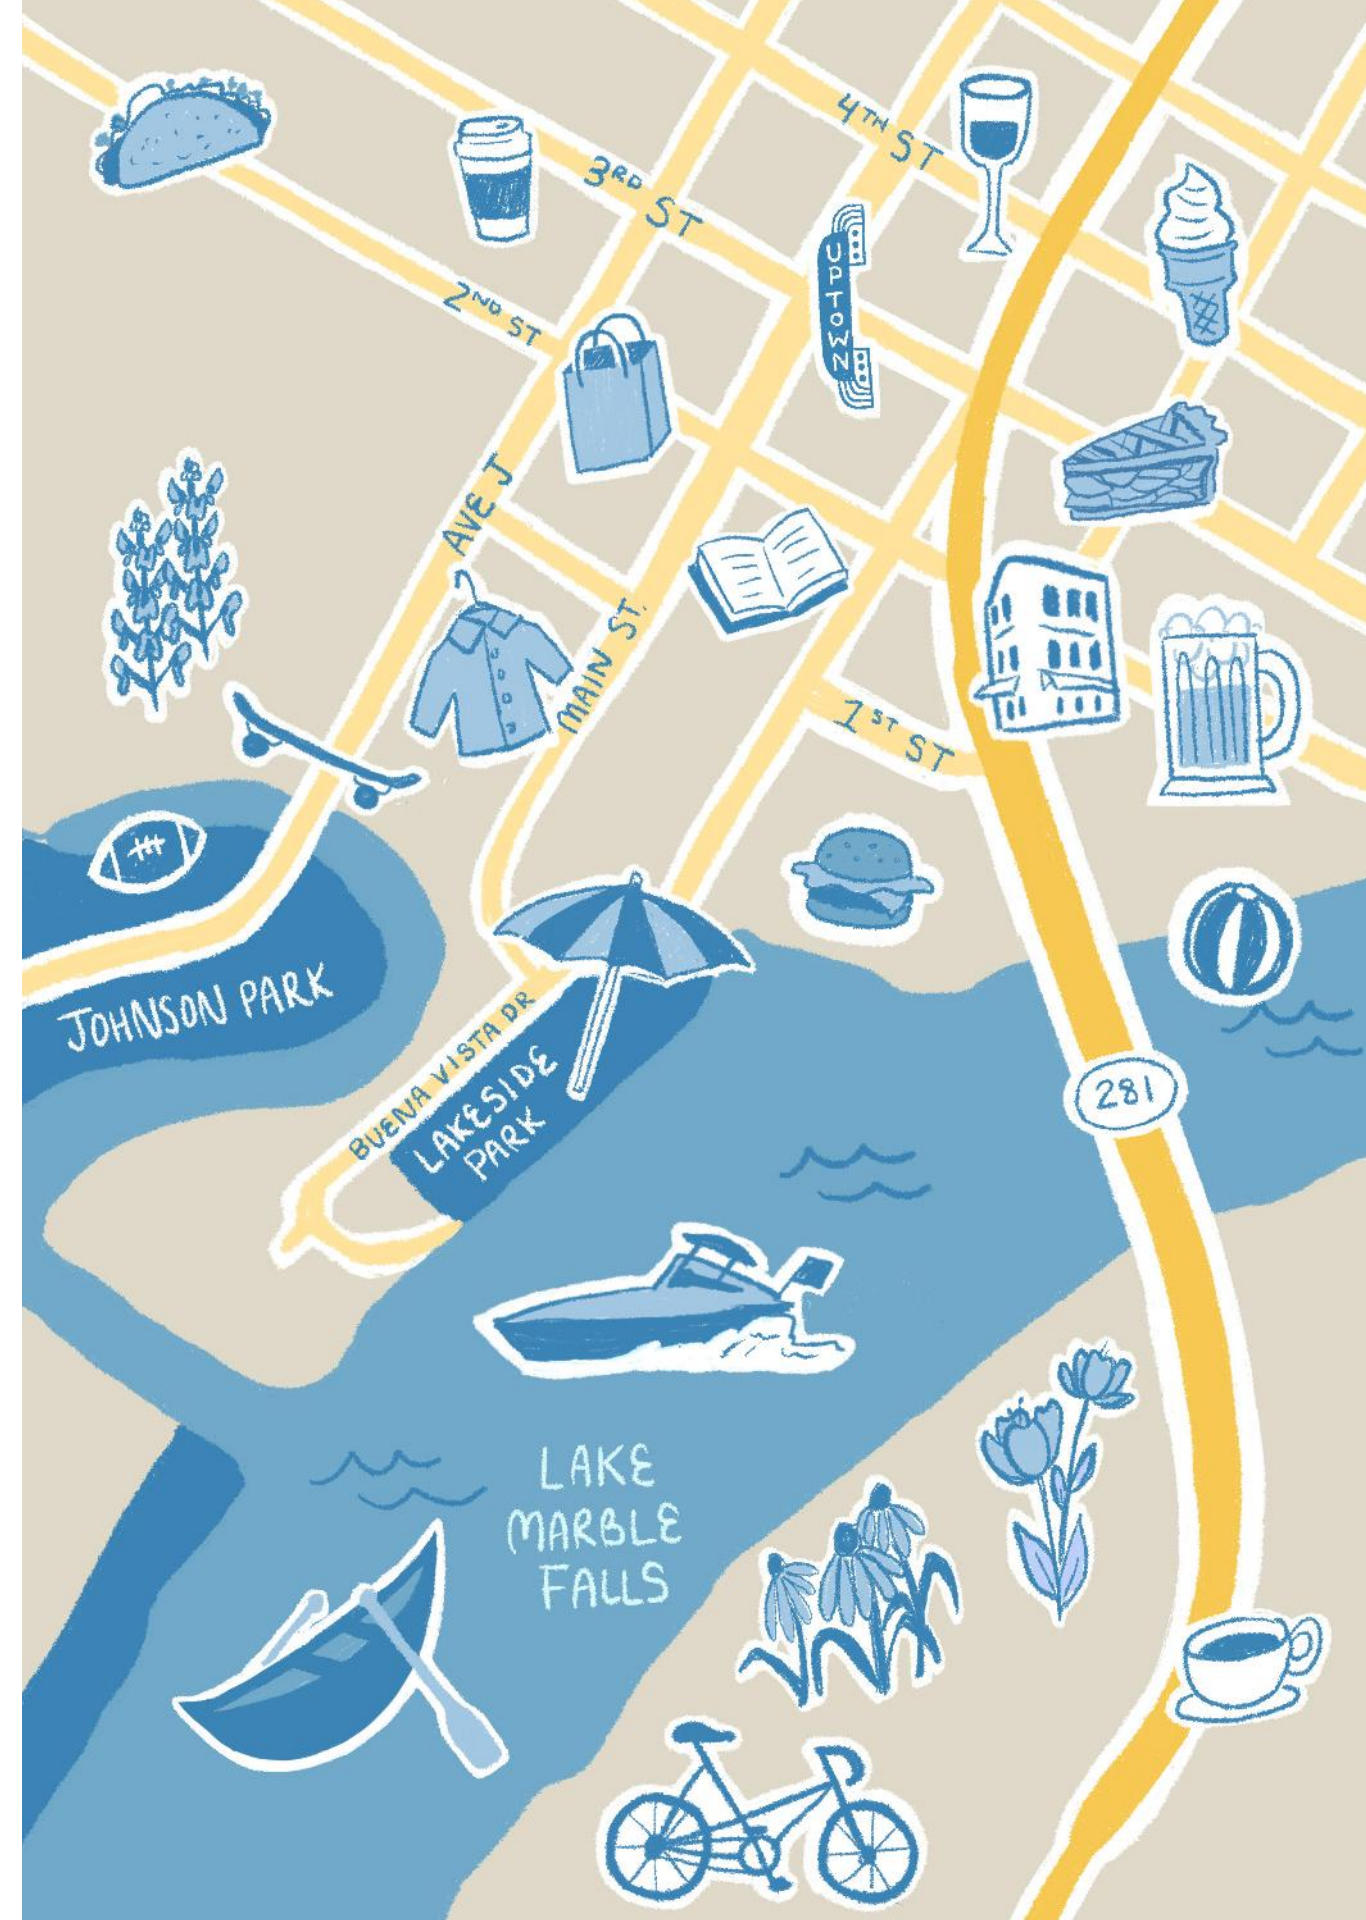 4TH ST
3RD ST
UPTOWN
2ND ST
AVE J
MAIN ST.
1ST ST
JOHNSON PARK
BUENA VISTA DR
LAKESIDE
PARK
281
LAKE
MARBLE
FALLS